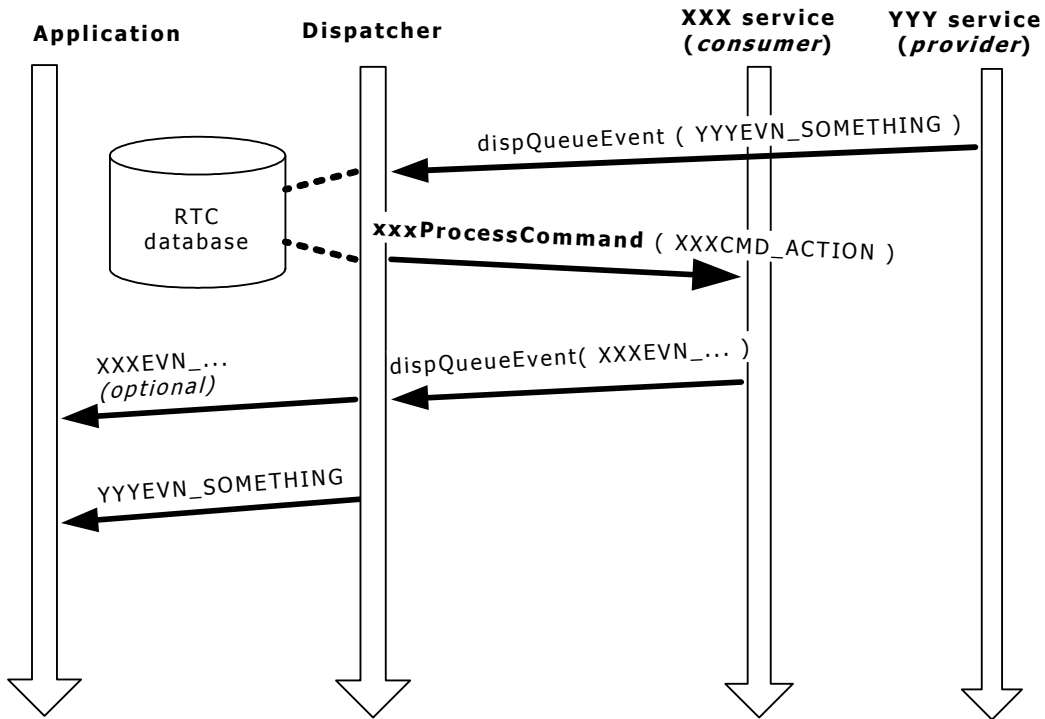 Application
Dispatcher
XXX service
(consumer)
YYY service
(provider)
dispQueueEvent ( YYYEVN_SOMETHING )
RTC
database
xxxProcessCommand ( XXXCMD_ACTION )
XXXEVN_...
(optional)
dispQueueEvent( XXXEVN_... )
YYYEVN_SOMETHING